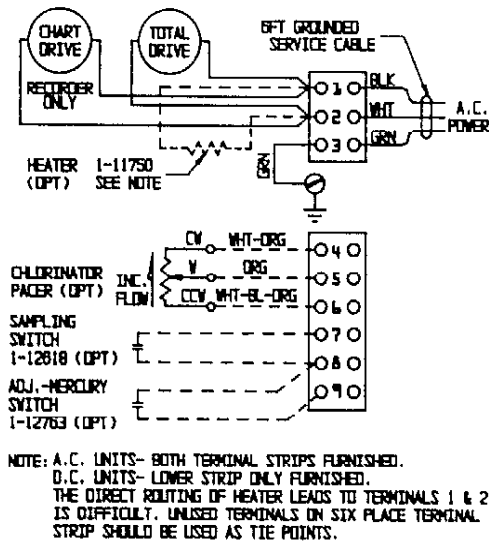 CHART DRIVE
TOTAL DRIVE
RECORDER ONLY
6FT GROUNDED SERVICE CABLE
1
BLK
2
WHT
3
GRN
A.C. POWER
HEATER (OPT)
1-11750 SEE NOTE
GRN
CW
WHT-ORG
4
CHLORINATOR PACER (OPT)
INC. FLOW
W
ORG
5
CCW
WHT-BL-ORG
6
SAMPLING SWITCH
1-12618 (OPT)
7
8
ADJ.-MERCURY SWITCH
1-12763 (OPT)
9
NOTE: A.C. UNITS- BOTH TERMINAL STRIPS FURNISHED.
D.C. UNITS- LOWER STRIP ONLY FURNISHED.
THE DIRECT ROUTING OF HEATER LEADS TO TERMINALS 1 & 2
IS DIFFICULT. UNUSED TERMINALS ON SIX PLACE TERMINAL
STRIP SHOULD BE USED AS TIE POINTS.